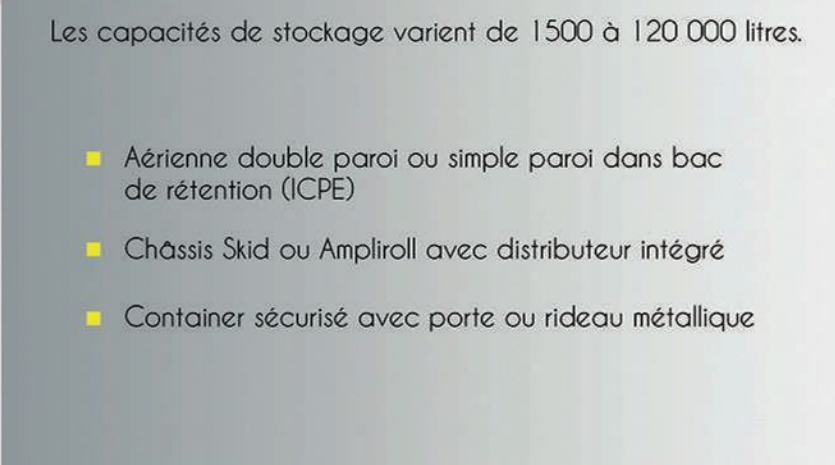 Les capacités de stockage varient de 1500 à 120 000 litres.
Aérienne double paroi ou simple paroi dans bac
de rétention (ICPE)
Châssis Skid ou Ampliroll avec distributeur intégré
Container sécurisé avec porte ou rideau métallique